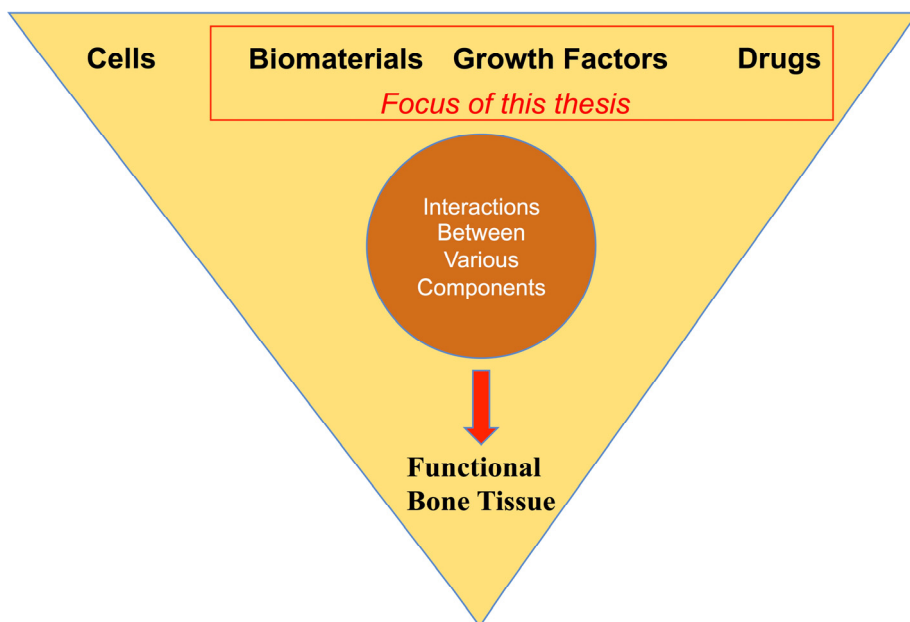 Cells Biomaterials Growth Factors Drugs
Focus of this thesis
Interactions
Between
Various
Components
Functional
Bone Tissue